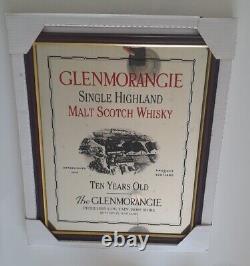 GLENMORANGIE
SINGLE HIGHLAND
MALT SCOTCH WHISKY
TEN YEARS OLD
The GLENMORANGIE